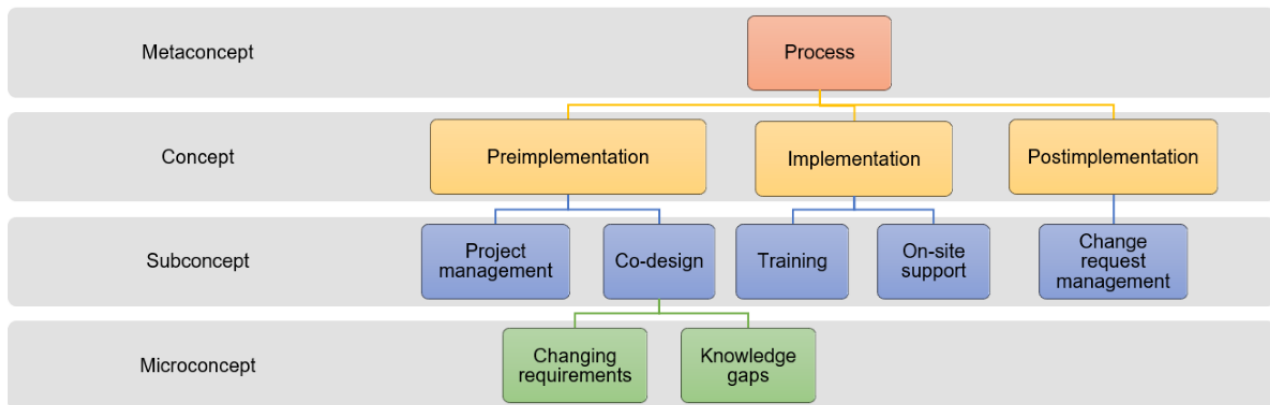 Metaconcept
Process
Concept
Preimplementation
Implementation
Postimplementation
Subconcept
Project
management
Co-design
Training
On-site
support
Change
request
management
Microconcept
Changing
requirements
Knowledge
gaps